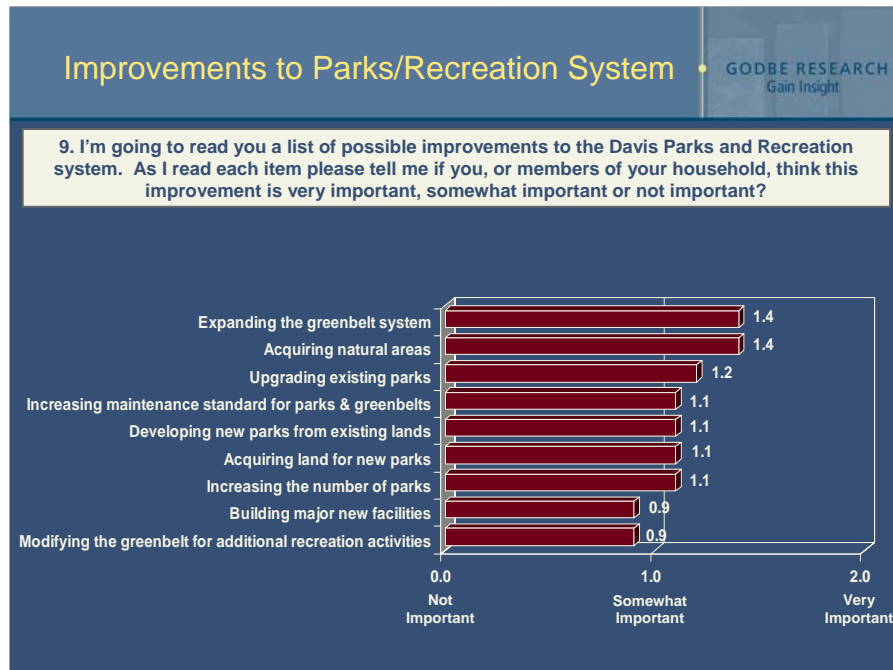 Improvements to Parks/Recreation System
GODBE RESEARCH
Gain Insight
9. I'm going to read you a list of possible improvements to the Davis Parks and Recreation
system. As I read each item please tell me if you, or members of your household, think this
improvement is very important, somewhat important or not important?
Expanding the greenbelt system 1.4
Acquiring natural areas 1.4
Upgrading existing parks 1.2
Increasing maintenance standard for parks & greenbelts 1.1
Developing new parks from existing lands 1.1
Acquiring land for new parks 1.1
Increasing the number of parks 1.1
Building major new facilities 0.9
Modifying the greenbelt for additional recreation activities 0.9
0.0 1.0 2.0
Not Somewhat Very
Important Important Important